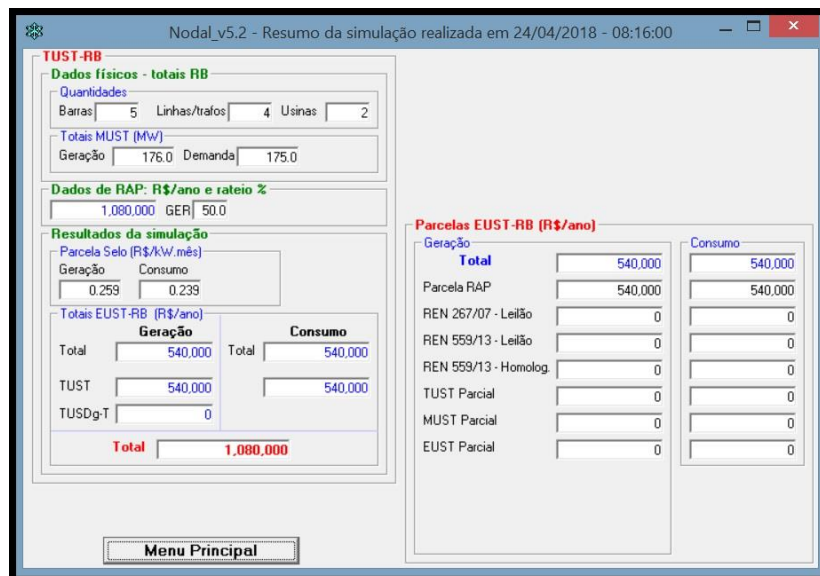 Nodal_v5.2 - Resumo da simulação realizada em 24/04/2018 - 08:16:00
TUST-RB
Dados físicos - totais RB
Quantidades
Barras 5 Linhas/trafos 4 Usinas 2
Totais MUST (MW)
Geração 176.0 Demanda 175.0
Dados de RAP: R$/ano e rateio %
1,080,000 GER 50.0
Resultados da simulação
Parcela Selo (R$/kW.mês)
Geração Consumo
0.259 0.239
Totais EUST-RB (R$/ano)
Geração Consumo
Total 540,000 Total 540,000
TUST 540,000 540,000
TUSDg-T 0
Total 1,080,000
Menu Principal
Parcelas EUST-RB (R$/ano)
Geração Consumo
Total 540,000 540,000
Parcela RAP 540,000 540,000
REN 267/07 - Leilão 0 0
REN 559/13 - Leilão 0 0
REN 559/13 - Homolog. 0 0
TUST Parcial 0 0
MUST Parcial 0 0
EUST Parcial 0 0